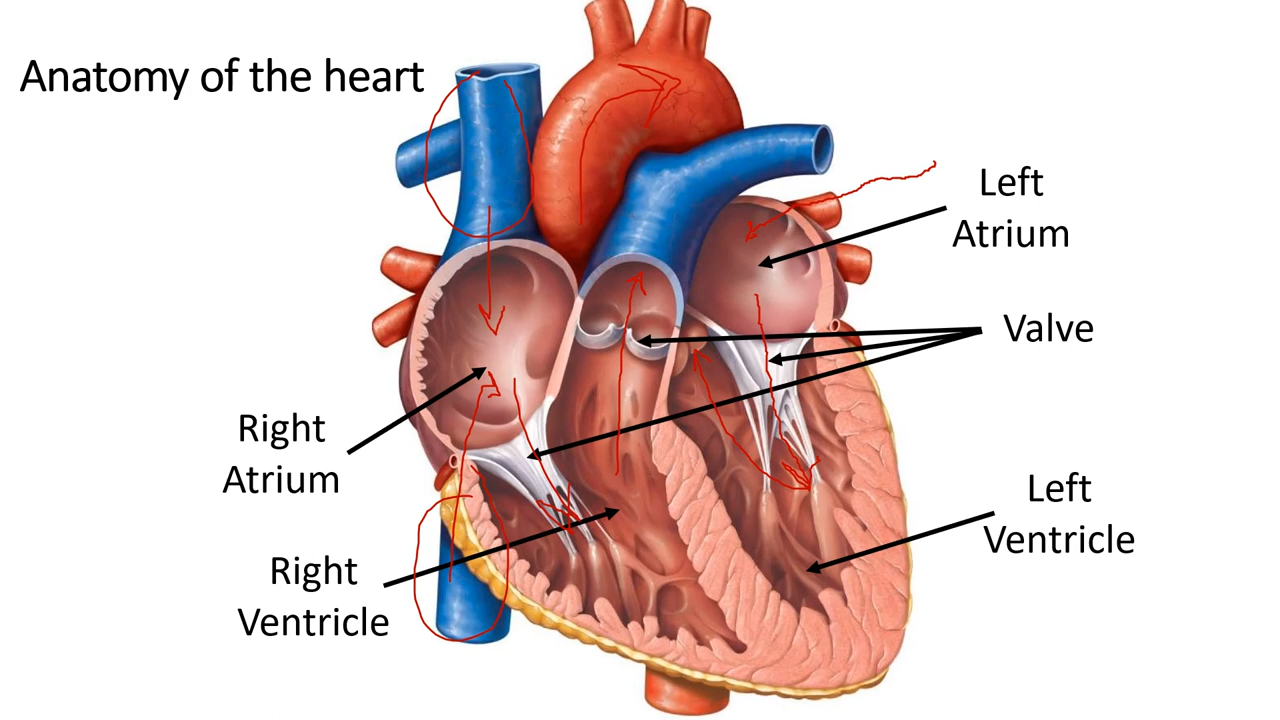 Anatomy of the heart
Left
Atrium
Valve
Right
Atrium
Left
Ventricle
Right
Ventricle